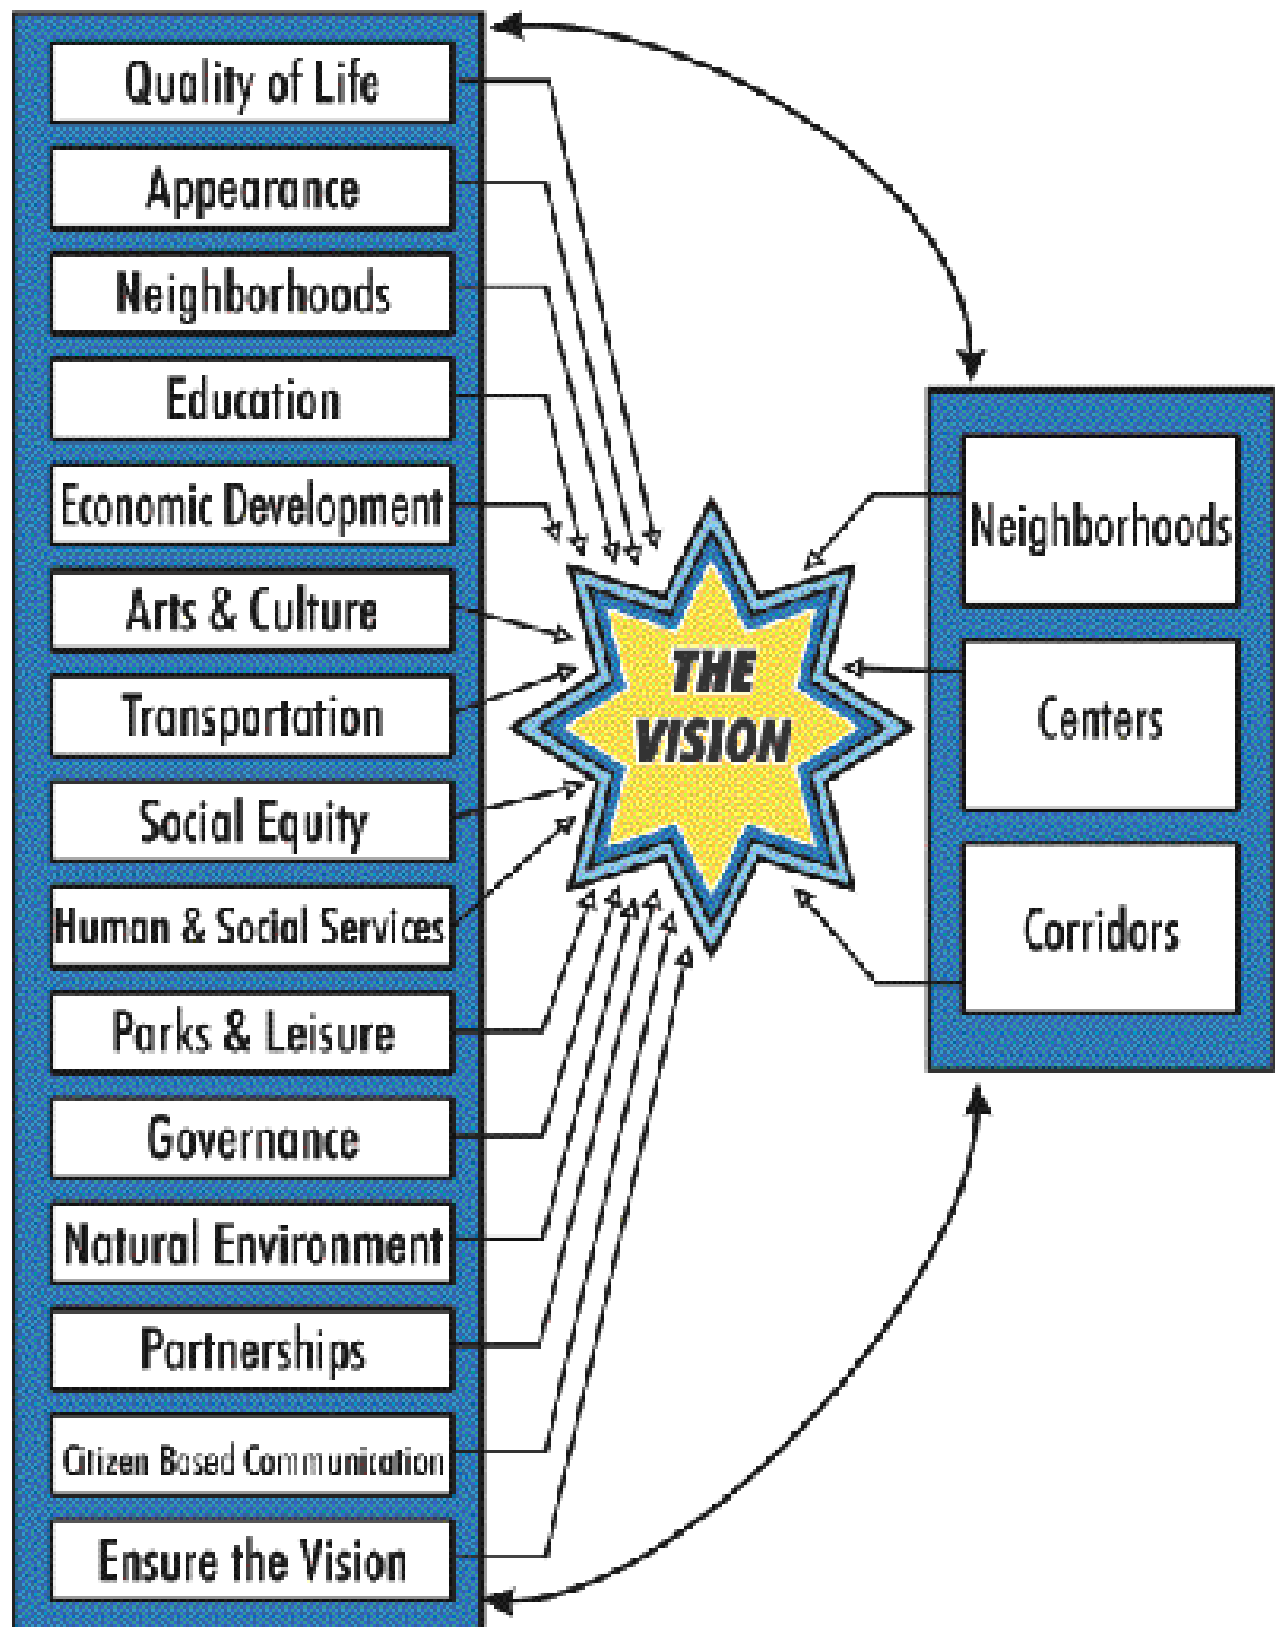 Quality of Life
Appearance
Neighborhoods
Education
Economic Development
Arts & Culture
Transportation
Social Equity
Human & Social Services
Parks & Leisure
Governance
Natural Environment
Partnerships
Citizen Based Communication
Ensure the Vision
THE
VISION
Neighborhoods
Centers
Corridors